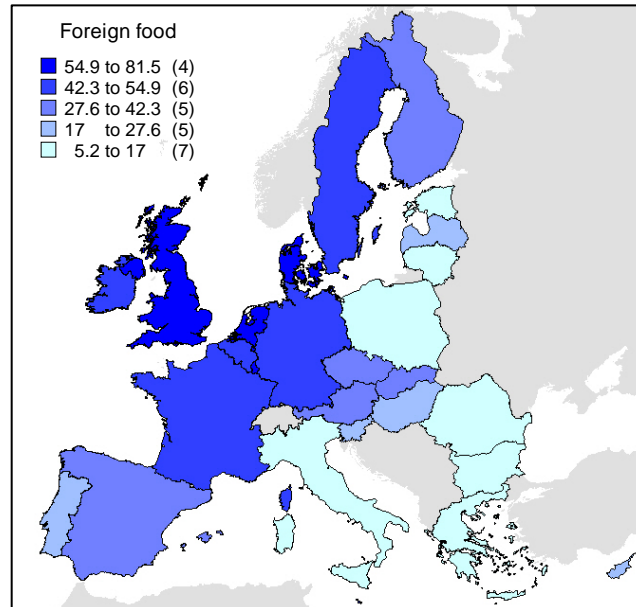 Foreign food
54.9 to 81.5 (4)
42.3 to 54.9 (6)
27.6 to 42.3 (5)
17 to 27.6 (5)
5.2 to 17 (7)